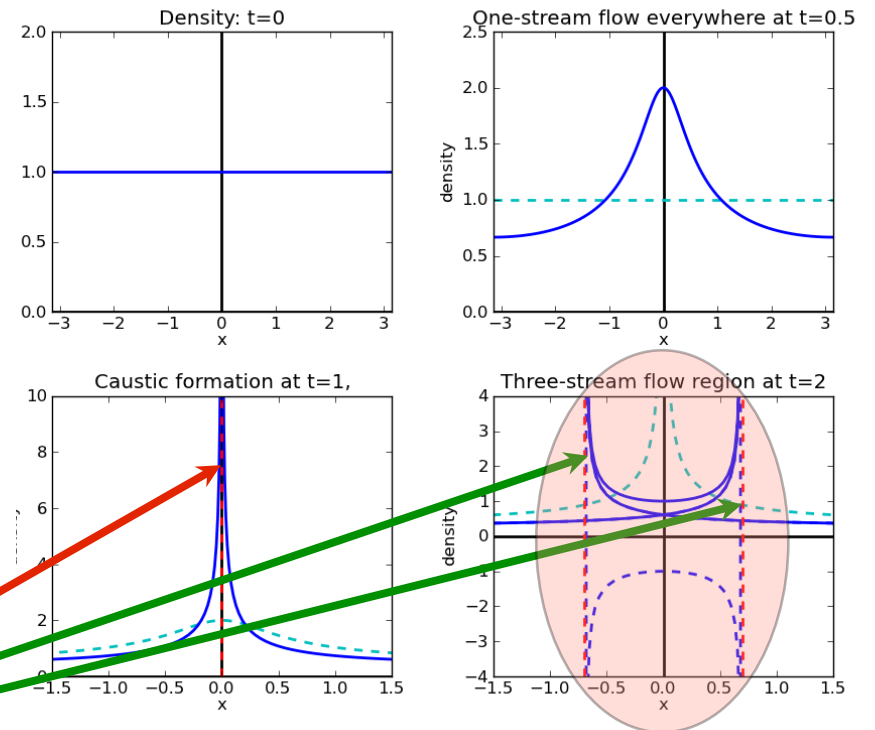 Density: t=0
2.0
1.5
1.0
0.5
0.0
−3 −2 −1 0 1 2 3
x
One-stream flow everywhere at t=0.5
2.5
2.0
1.5
1.0
0.5
0.0
density
−3 −2 −1 0 1 2 3
x
Caustic formation at t=1,
10
8
6
4
2
0
−1.5 −1.0 −0.5 0.0 0.5 1.0 1.5
x
Three-stream flow region at t=2
4
3
2
1
0
−1
−2
−3
−4
density
−1.5 −1.0 −0.5 0.0 0.5 1.0 1.5
x